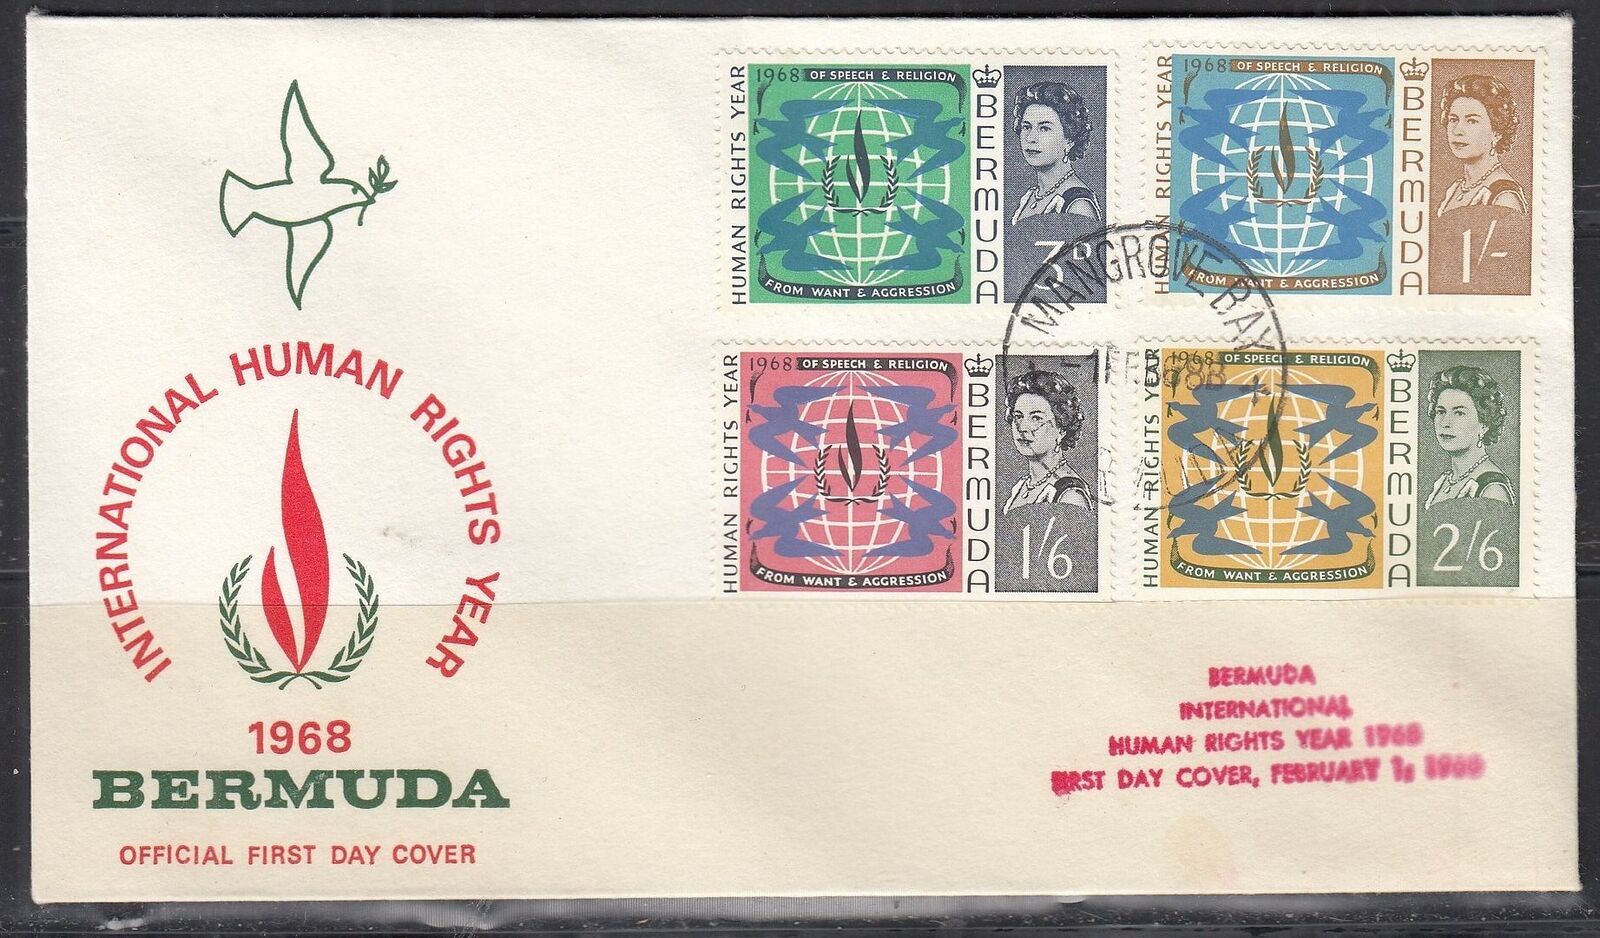 INTERNATIONAL HUMAN RIGHTS YEAR
1968
BERMUDA
OFFICIAL FIRST DAY COVER
HUMAN RIGHTS YEAR
1968 OF SPEECH & RELIGION
FROM WANT & AGGRESSION
BERMUDA
3D
HUMAN RIGHTS YEAR
1968 OF SPEECH & RELIGION
FROM WANT & AGGRESSION
BERMUDA
1/-
HUMAN RIGHTS YEAR
1968 OF SPEECH & RELIGION
FROM WANT & AGGRESSION
BERMUDA
1/6
HUMAN RIGHTS YEAR
1968 OF SPEECH & RELIGION
FROM WANT & AGGRESSION
BERMUDA
2/6
MANGROVE BAY
BERMUDA
INTERNATIONAL
HUMAN RIGHTS YEAR 1968
FIRST DAY COVER, FEBRUARY 1, 1968